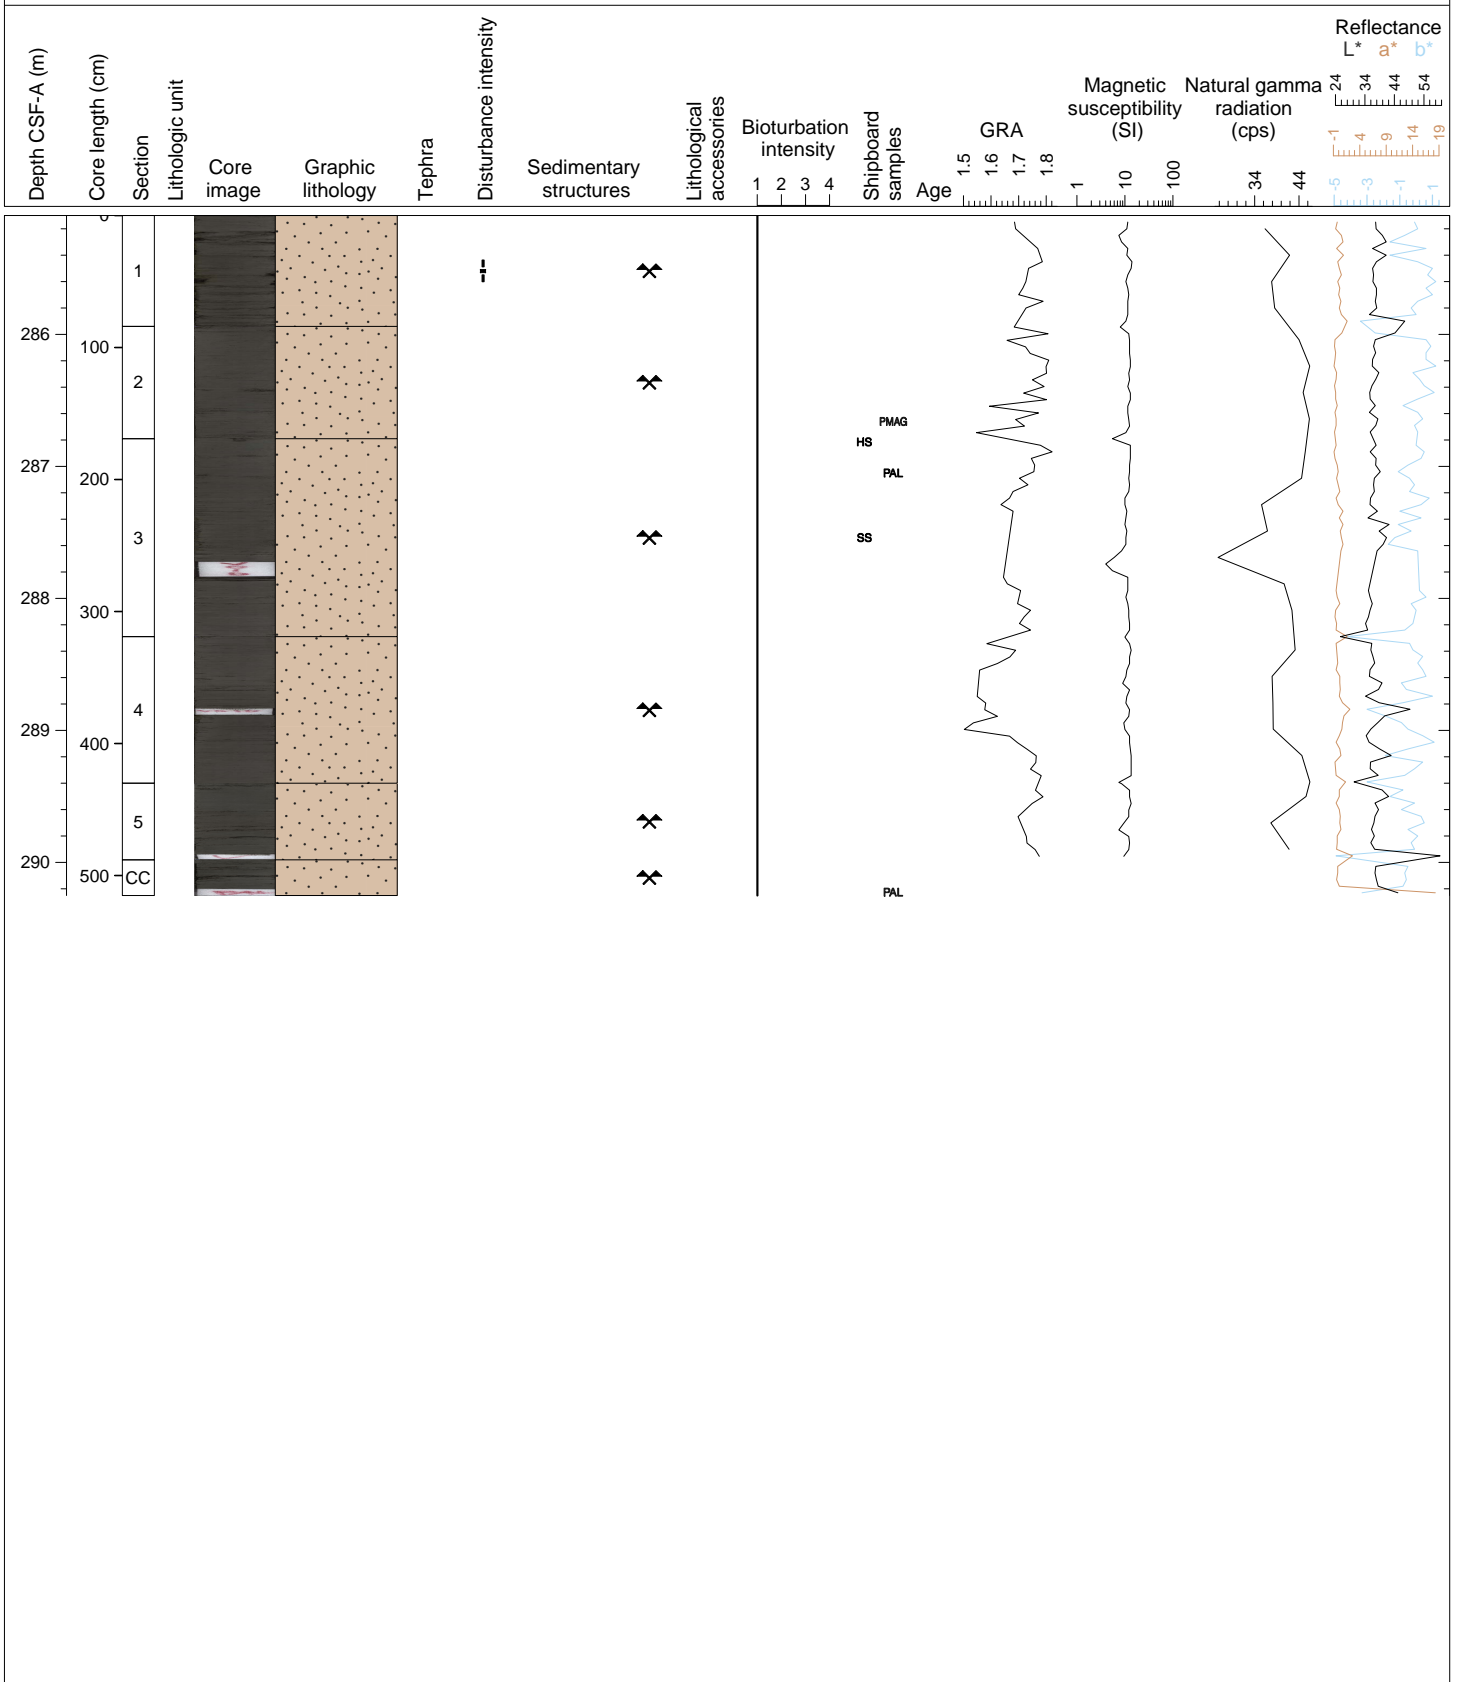 Depth CSF-A (m)
Core length (cm)
Section
Lithologic unit
Core
image
Graphic
lithology
Tephra
Disturbance intensity
Sedimentary
structures
Lithological
accessories
Bioturbation
intensity
1 2 3 4
Shipboard
samples
Age
GRA
1.5 1.6 1.7 1.8
Magnetic
susceptibility
(SI)
1 10 100
Natural gamma
radiation
(cps)
34 44
Reflectance
L* a* b*
24 34 44 54
-1 4 9 14 19
-5 -3 -1 1
0
1
286
100
2
PMAG
HS
287
200
PAL
3
SS
288
300
4
289
400
5
290
500
CC
PAL